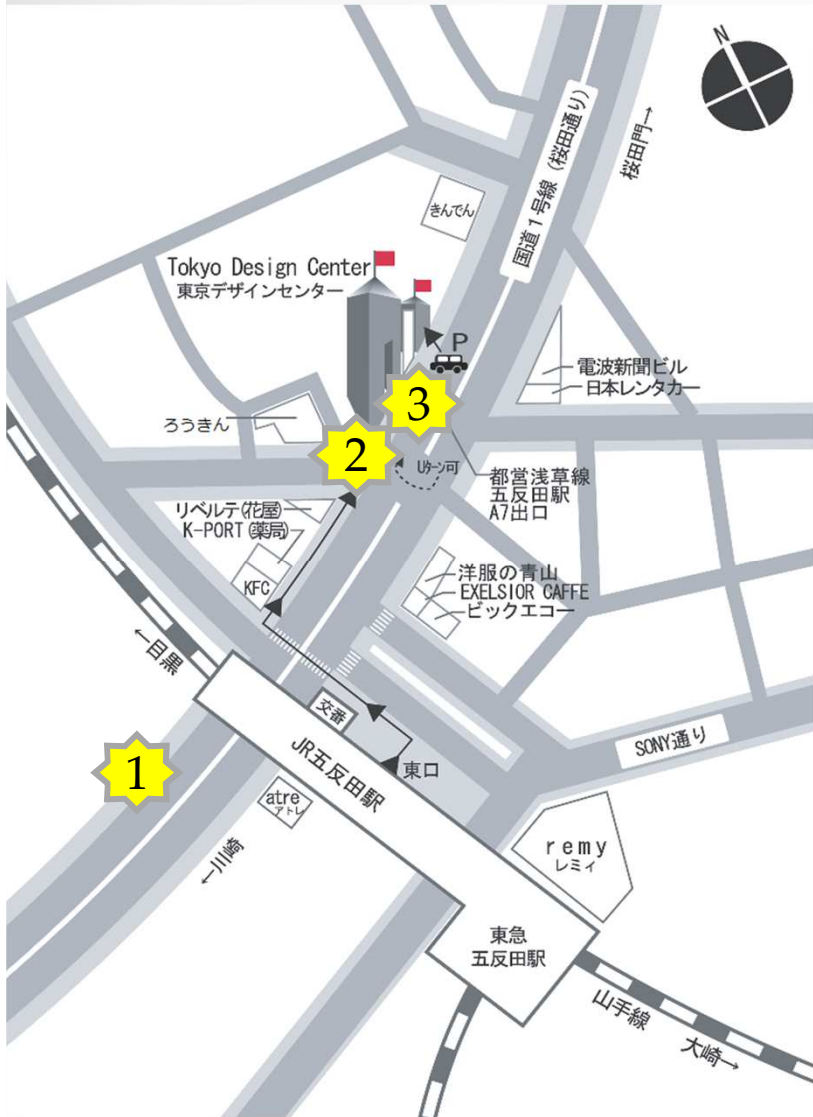 N
国道1号線(桜田通り)
桜田門→
きんでん
Tokyo Design Center
東京デザインセンター
P
電波新聞ビル
日本レンタカー
3
ろうきん
2
Uターン可
都営浅草線
五反田駅
A7出口
リベルテ(花屋)
K-PORT(薬局)
KFC
洋服の青山
EXELSIOR CAFFE
ビックエコー
←目黒
交番
SONY通り
1
JR五反田駅
東口
atre
アトレ
←川崎
remy
レミィ
東急
五反田駅
山手線
大崎→